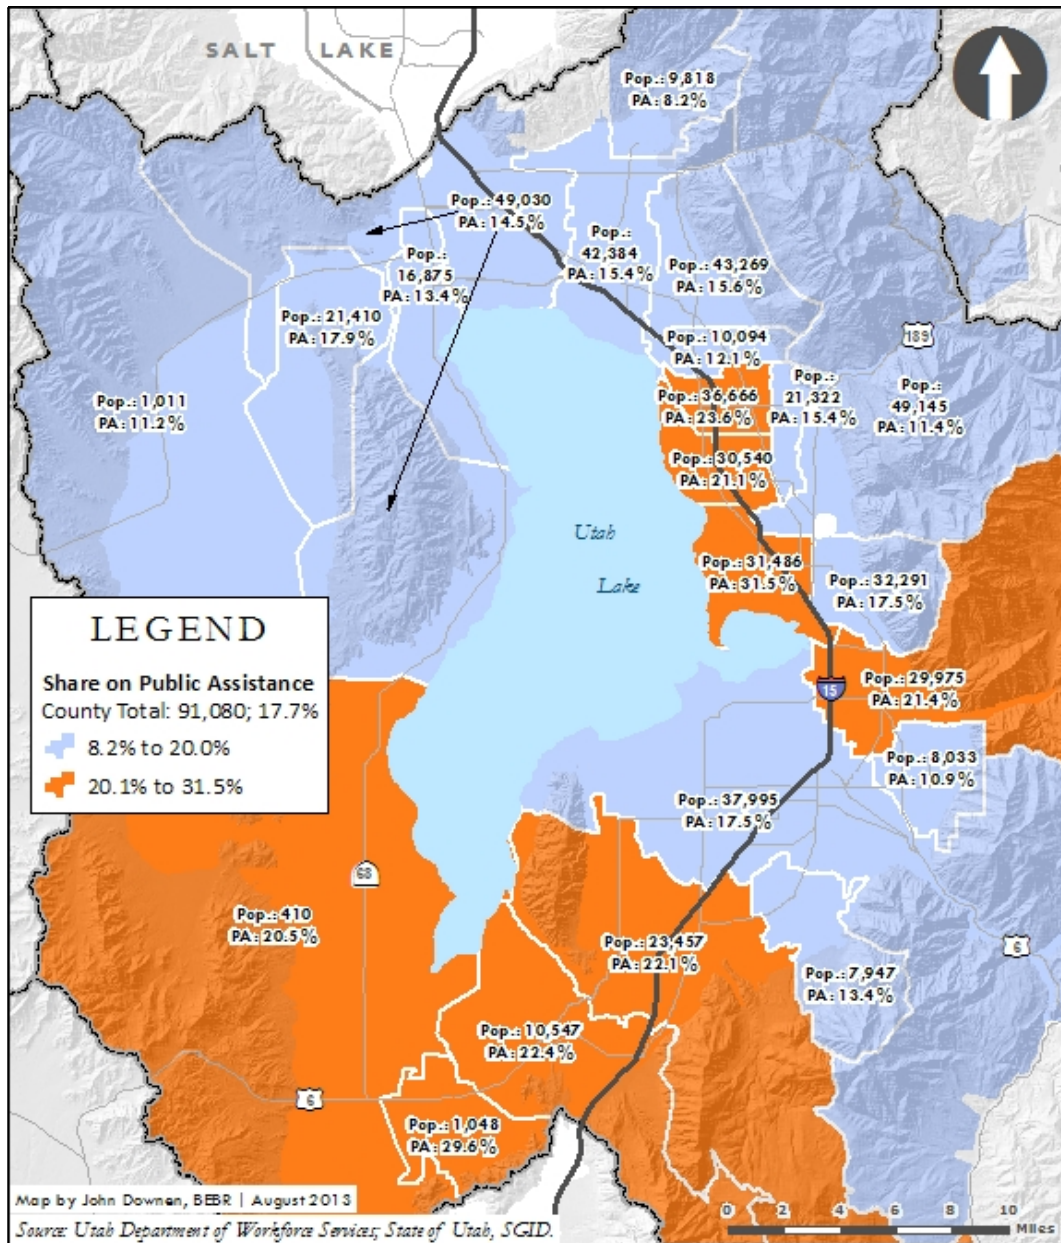 SALT LAKE
Pop.: 9,818
PA: 8.2%
Pop.: 49,030
PA: 14.5%
Pop.:
42,384
PA: 15.4%
Pop.:
16,875
PA: 13.4%
Pop.: 43,269
PA: 15.6%
Pop.: 21,410
PA: 17.9%
Pop.: 10,094
PA: 12.1%
189
Pop.: 1,011
PA: 11.2%
Pop.: 36,666
PA: 23.6%
Pop.:
21,322
PA: 15.4%
Pop.:
49,145
PA: 11.4%
Pop.: 30,540
PA: 21.1%
Utah
Lake
Pop.: 31,486
PA: 31.5%
Pop.: 32,291
PA: 17.5%
LEGEND
Share on Public Assistance
County Total: 91,080; 17.7%
8.2% to 20.0%
20.1% to 31.5%
15
Pop.: 29,975
PA: 21.4%
Pop.: 8,033
PA: 10.9%
Pop.: 37,995
PA: 17.5%
68
Pop.: 410
PA: 20.5%
Pop.: 23,457
PA: 22.1%
6
Pop.: 7,947
PA: 13.4%
Pop.: 10,547
PA: 22.4%
6
Pop.: 1,048
PA: 29.6%
Map by John Downen, BEBR | August 2013
Source: Utah Department of Workforce Services; State of Utah, SGID.
0 2 4 6 8 10
Miles